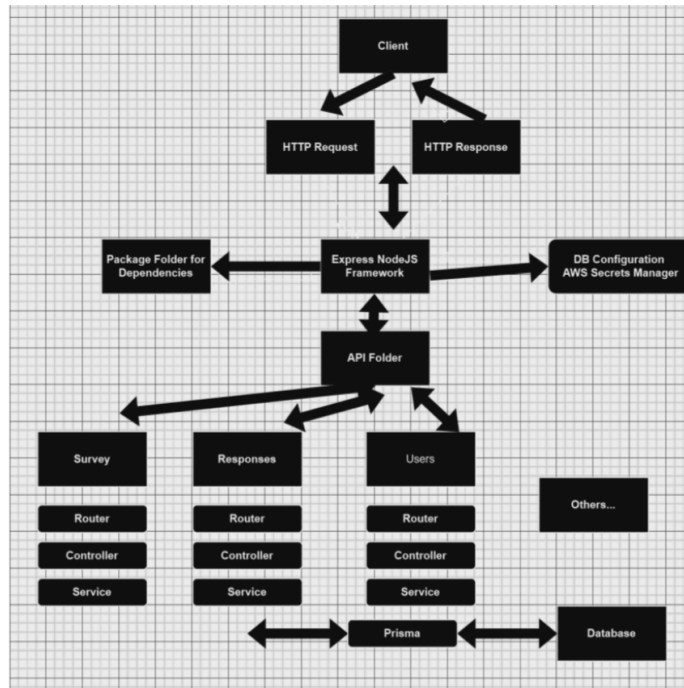 Client
HTTP Request
HTTP Response
Package Folder for
Dependencies
Express NodeJS
Framework
DB Configuration
AWS Secrets Manager
API Folder
Survey
Responses
Users
Others...
Router
Router
Router
Controller
Controller
Controller
Service
Service
Service
Prisma
Database